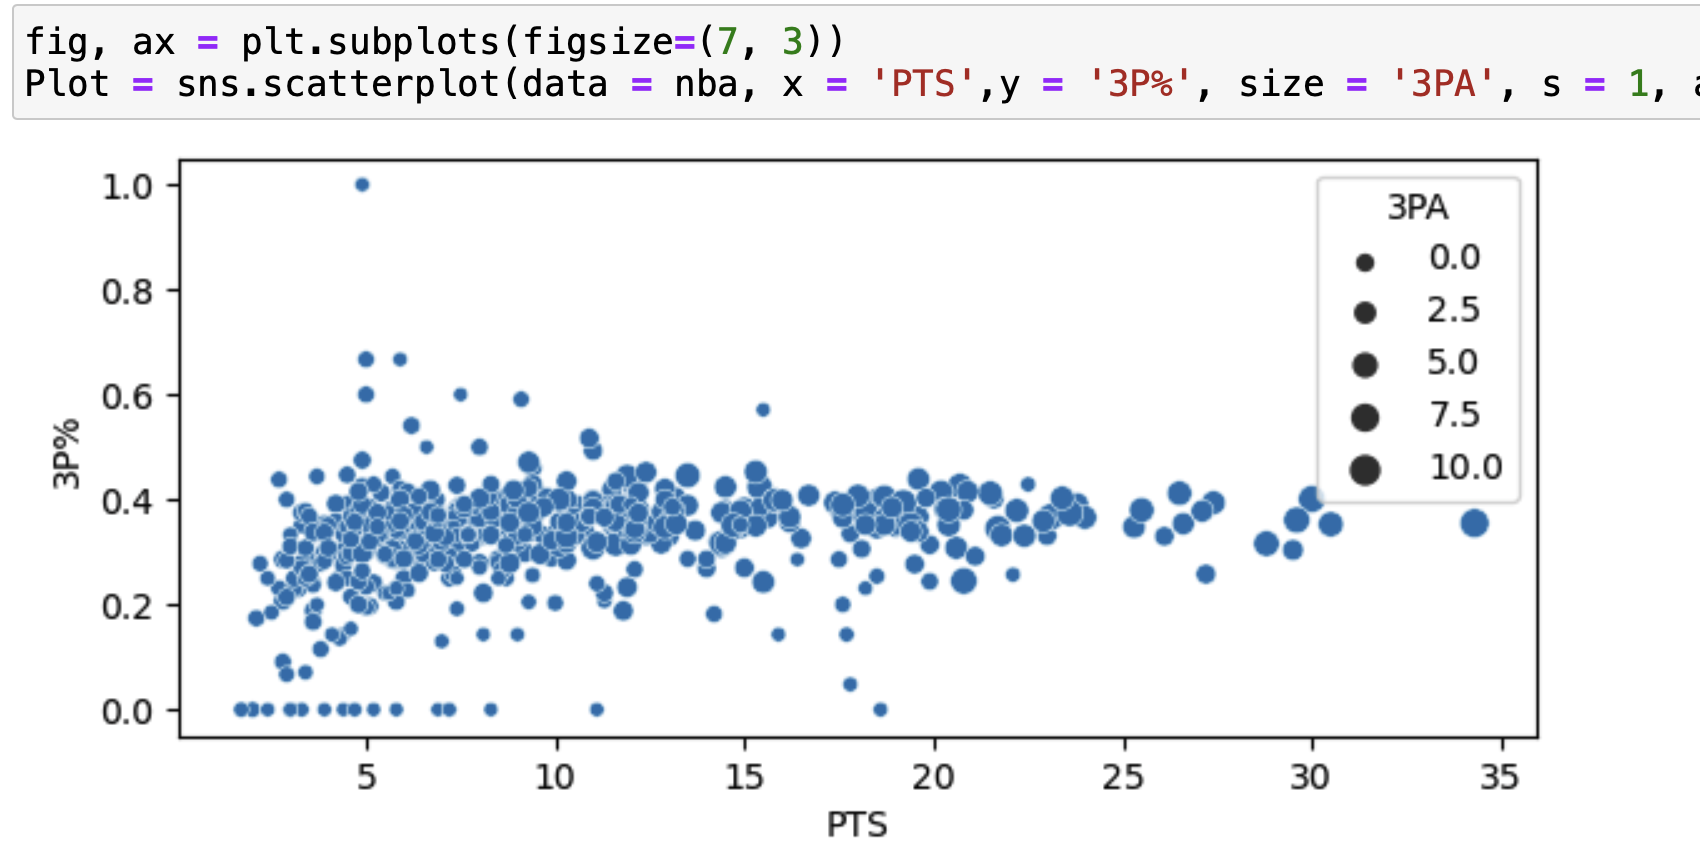 fig, ax = plt.subplots(figsize=(7, 3))
Plot = sns.scatterplot(data = nba, x = 'PTS',y = '3P%', size = '3PA', s = 1,
1.0
0.8
0.6
0.4
0.2
0.0
3P%
3PA
0.0
2.5
5.0
7.5
10.0
5 10 15 20 25 30 35
PTS